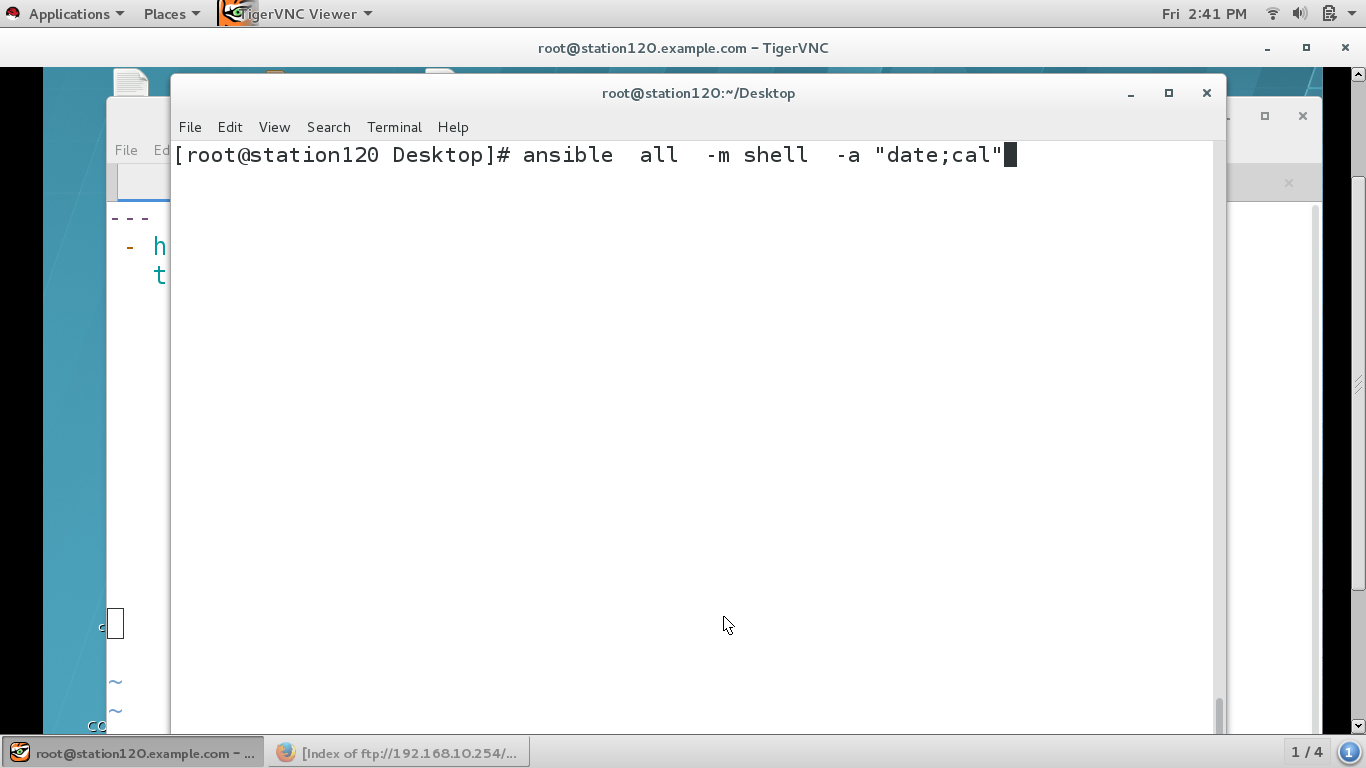 Applications Places TigerVNC Viewer Fri 2:41 PM
root@station120.example.com – TigerVNC
root@station120:~/Desktop
File Edit View Search Terminal Help
[root@station120 Desktop]# ansible  all  -m shell  -a "date;cal"
File Ed
---
- h
t
c
~
~
CO
root@station120.example.com – ...
[Index of ftp://192.168.10.254/...
1 / 4
1